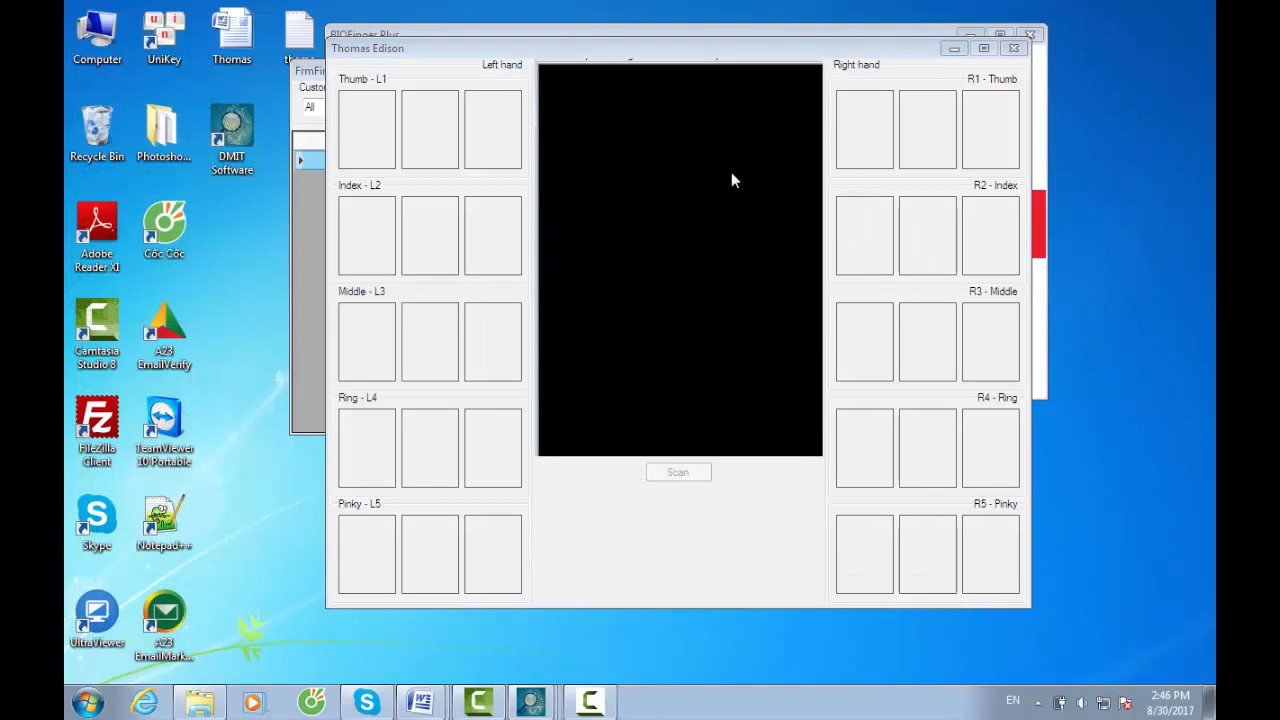 Computer
UniKey
Thomas
Recycle Bin
Photosho...
DMIT
Software
Adobe
Reader XI
Cốc Cốc
Camtasia
Studio 8
A23
EmailVerify
FileZilla
Client
TeamViewer
10 Portable
Skype
Notepad++
UltraViewer
A23
EmailMark...
BIOFinger Plus
FrmFin
Custo
All
Thomas Edison
Left hand
Thumb - L1
Index - L2
Middle - L3
Ring - L4
Pinky - L5
Scan
Right hand
R1 - Thumb
R2 - Index
R3 - Middle
R4 - Ring
R5 - Pinky
EN
2:46 PM
8/30/2017